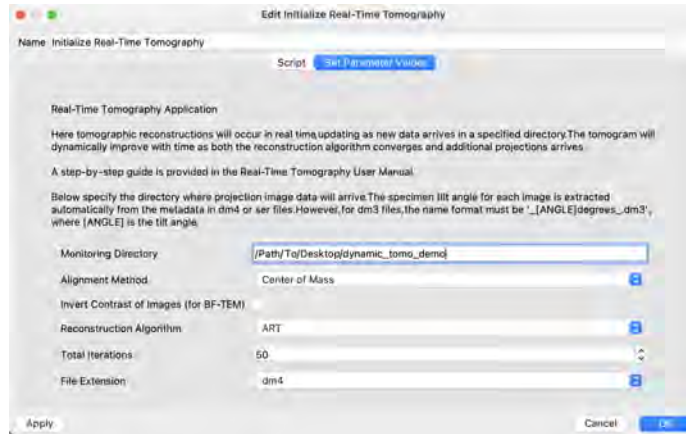 Edit Initialize Real-Time Tomography
Name Initialize Real-Time Tomography
Script Set Parameter Values
Real-Time Tomography Application
Here tomographic reconstructions will occur in real time,updating as new data arrives in a specified directory.The tomogram will
dynamically improve with time as both the reconstruction algorithm converges and additional projections arrives
A step-by-step guide is provided in the Real-Time Tomography User Manual.
Below specify the directory where projection image data will arrive.The specimen tilt angle for each image is extracted
automatically from the metadata in dm4 or ser files.However,for dm3 files,the name format must be '_[ANGLE]degrees_.dm3',
where [ANGLE] is the tilt angle.
Monitoring Directory /Path/To/Desktop/dynamic_tomo_demo
Alignment Method Center of Mass
Invert Contrast of Images (for BF-TEM)
Reconstruction Algorithm ART
Total Iterations 50
File Extension dm4
Apply Cancel OK